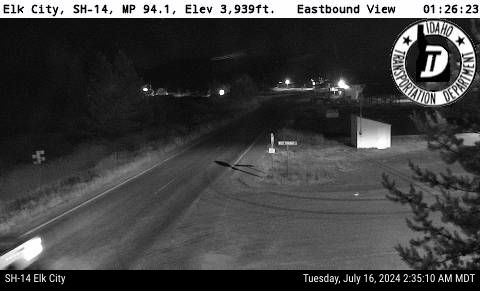 Elk City, SH-14, MP 94.1, Elev 3,939ft. Eastbound View 01:26:23
IDAHO
TRANSPORTATION DEPARTMENT
SH-14 Elk City Tuesday, July 16, 2024 2:35:10 AM MDT